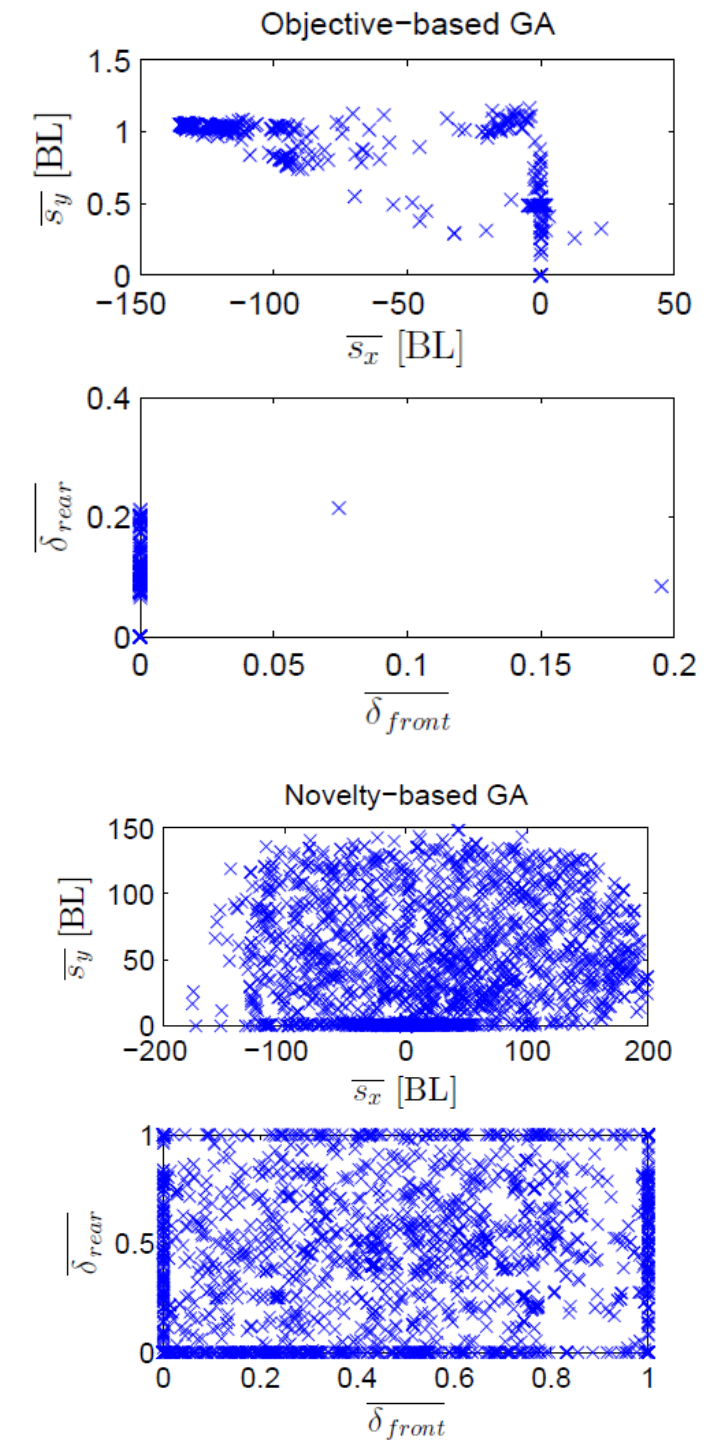 Objective−based GA
1.5
1
0.5
0
s_y [BL]
−150 −100 −50 0 50
s_x [BL]
0.4
0.2
0
δ_rear
0 0.05 0.1 0.15 0.2
δ_front
Novelty−based GA
150
100
50
0
s_y [BL]
−200 −100 0 100 200
s_x [BL]
1
0.5
0
δ_rear
0 0.2 0.4 0.6 0.8 1
δ_front